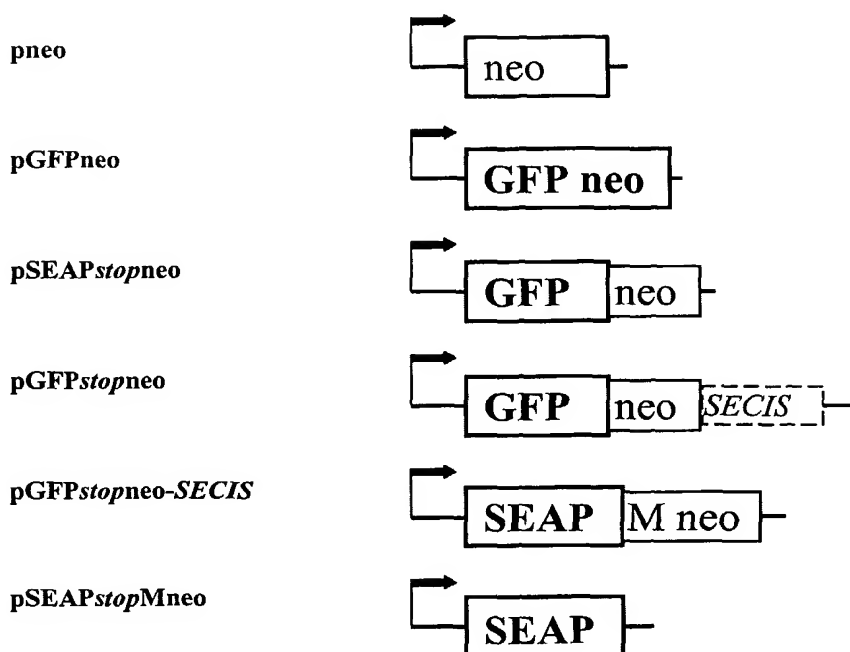 pneo neo
pGFPneo GFP neo
pSEAPstopneo GFP neo
pGFPstopneo GFP neo SECIS
pGFPstopneo-SECIS SEAP M neo
pSEAPstopMneo SEAP